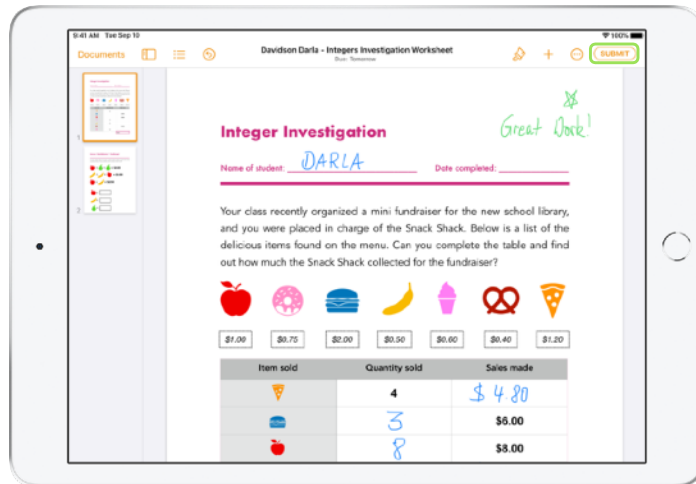 9:41 AM Tue Sep 10
100%
Documents
Davidson Darla - Integers Investigation Worksheet
Due: Tomorrow
SUBMIT
1
2
Great Work!
Integer Investigation
Name of student: DARLA Date completed:
Your class recently organized a mini fundraiser for the new school library,
and you were placed in charge of the Snack Shack. Below is a list of the
delicious items found on the menu. Can you complete the table and find
out how much the Snack Shack collected for the fundraiser?
$1.00 $0.75 $2.00 $0.50 $0.60 $0.40 $1.20
Item sold Quantity sold Sales made
4 $ 4.80
3 $6.00
8 $8.00